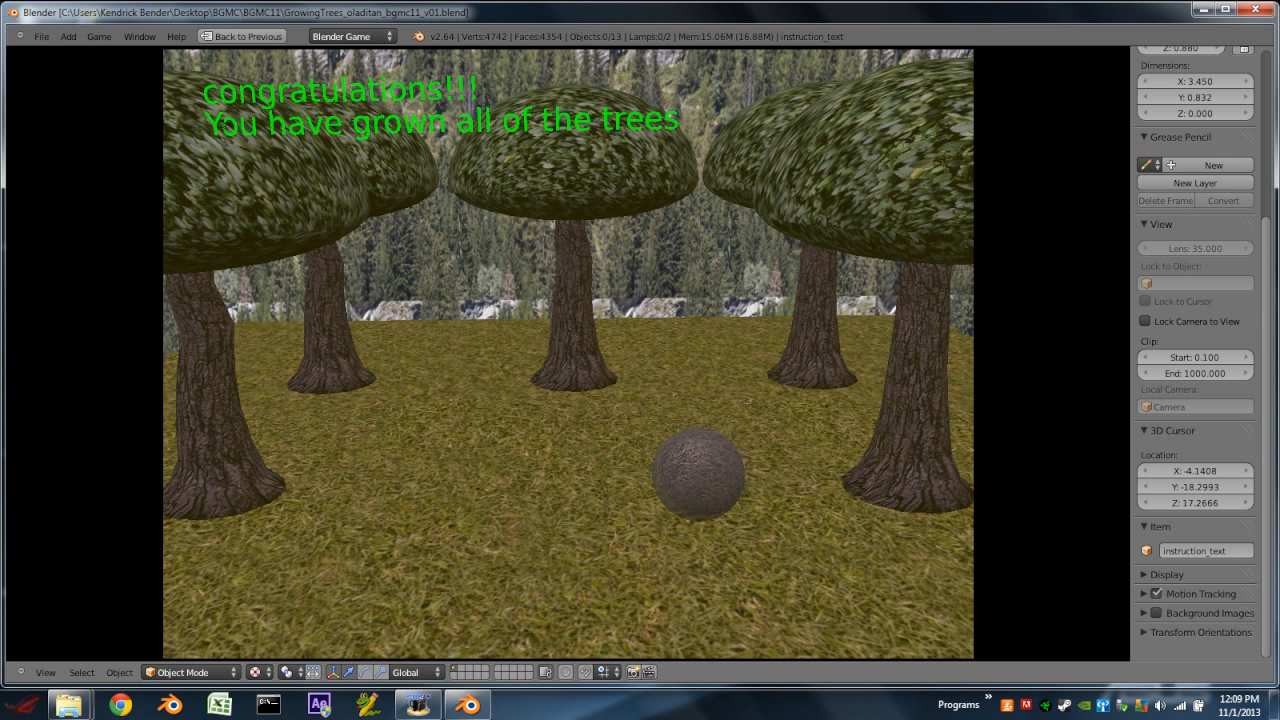 Blender [C:\Users\Kendrick Bender\Desktop\BGMC\BGMC11\GrowingTrees_oladitan_bgmc11_v01.blend]
File Add Game Window Help Back to Previous Blender Game v2.64 | Verts:4742 | Faces:4354 | Objects:0/13 | Lamps:0/2 | Mem:15.06M (16.88M) | instruction_text
Z: 0.880
Dimensions:
X: 3.450
Y: 0.832
Z: 0.000
Grease Pencil
New
New Layer
Delete Frame Convert
View
Lens: 35.000
Lock to Object:
Lock to Cursor
Lock Camera to View
Clip:
Start: 0.100
End: 1000.000
Local Camera:
Camera
3D Cursor
Location:
X: -4.1408
Y: -18.2993
Z: 17.2666
Item
instruction_text
Display
Motion Tracking
Background Images
Transform Orientations
congratulations!!!
You have grown all of the trees
View Select Object Object Mode Global
C:\.
Ae
Programs »
12:09 PM
11/1/2013